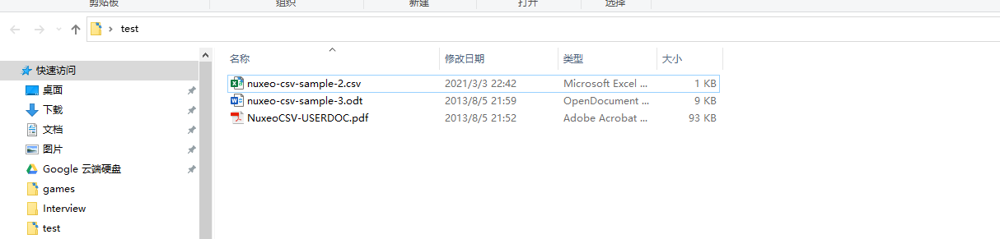 剪贴板 组织 新建 打开 选择
test
名称 修改日期 类型 大小
快速访问
桌面
下载
文档
图片
Google 云端硬盘
games
Interview
test
nuxeo-csv-sample-2.csv 2021/3/3 22:42 Microsoft Excel ... 1 KB
nuxeo-csv-sample-3.odt 2013/8/5 21:59 OpenDocument ... 9 KB
NuxeoCSV-USERDOC.pdf 2013/8/5 21:52 Adobe Acrobat ... 93 KB